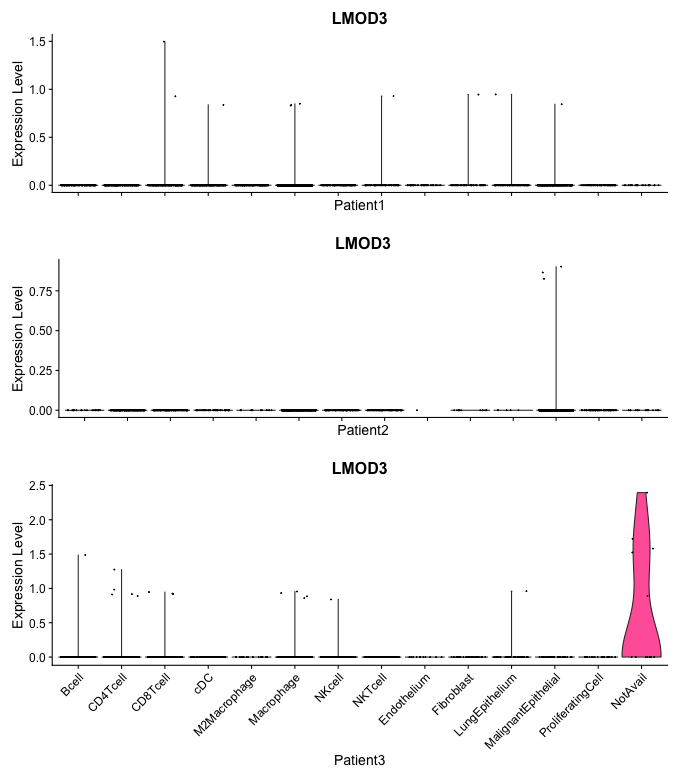 LMOD3
Expression Level
1.5
1.0
0.5
0.0
Patient1
LMOD3
Expression Level
0.75
0.50
0.25
0.00
Patient2
LMOD3
Expression Level
2.5
2.0
1.5
1.0
0.5
0.0
Bcell
CD4Tcell
CD8Tcell
cDC
M2Macrophage
Macrophage
NKcell
NKTcell
Endothelium
Fibroblast
LungEpithelium
MalignantEpithelial
ProliferatingCell
NotAvail
Patient3